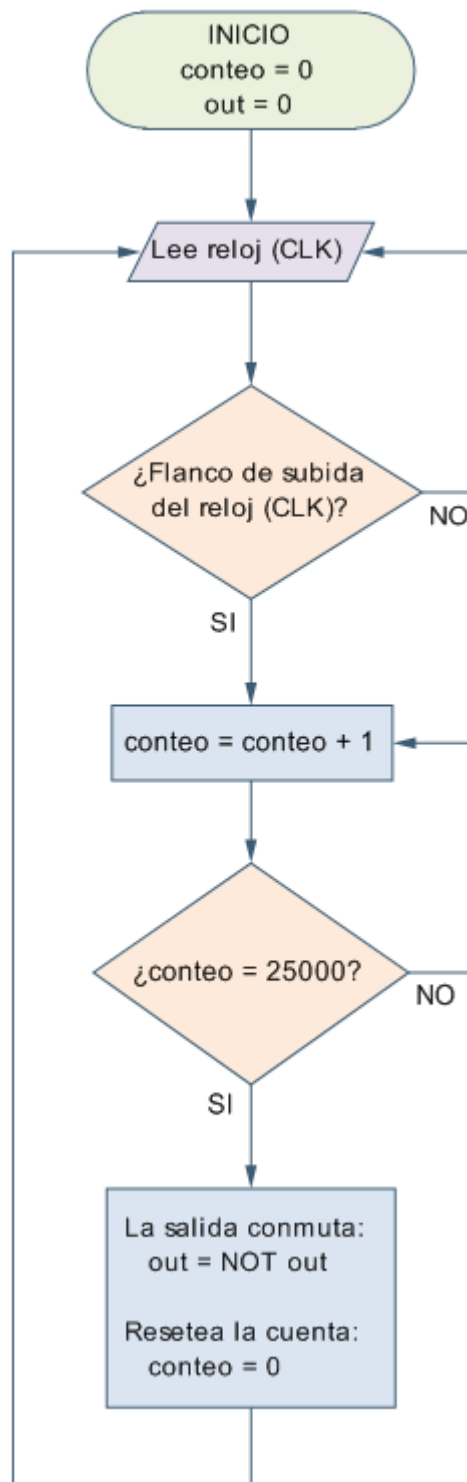 INICIO
conteo = 0
out = 0
Lee reloj (CLK)
¿Flanco de subida
del reloj (CLK)?
NO
SI
conteo = conteo + 1
¿conteo = 25000?
NO
SI
La salida conmuta:
out = NOT out
Resetea la cuenta:
conteo = 0